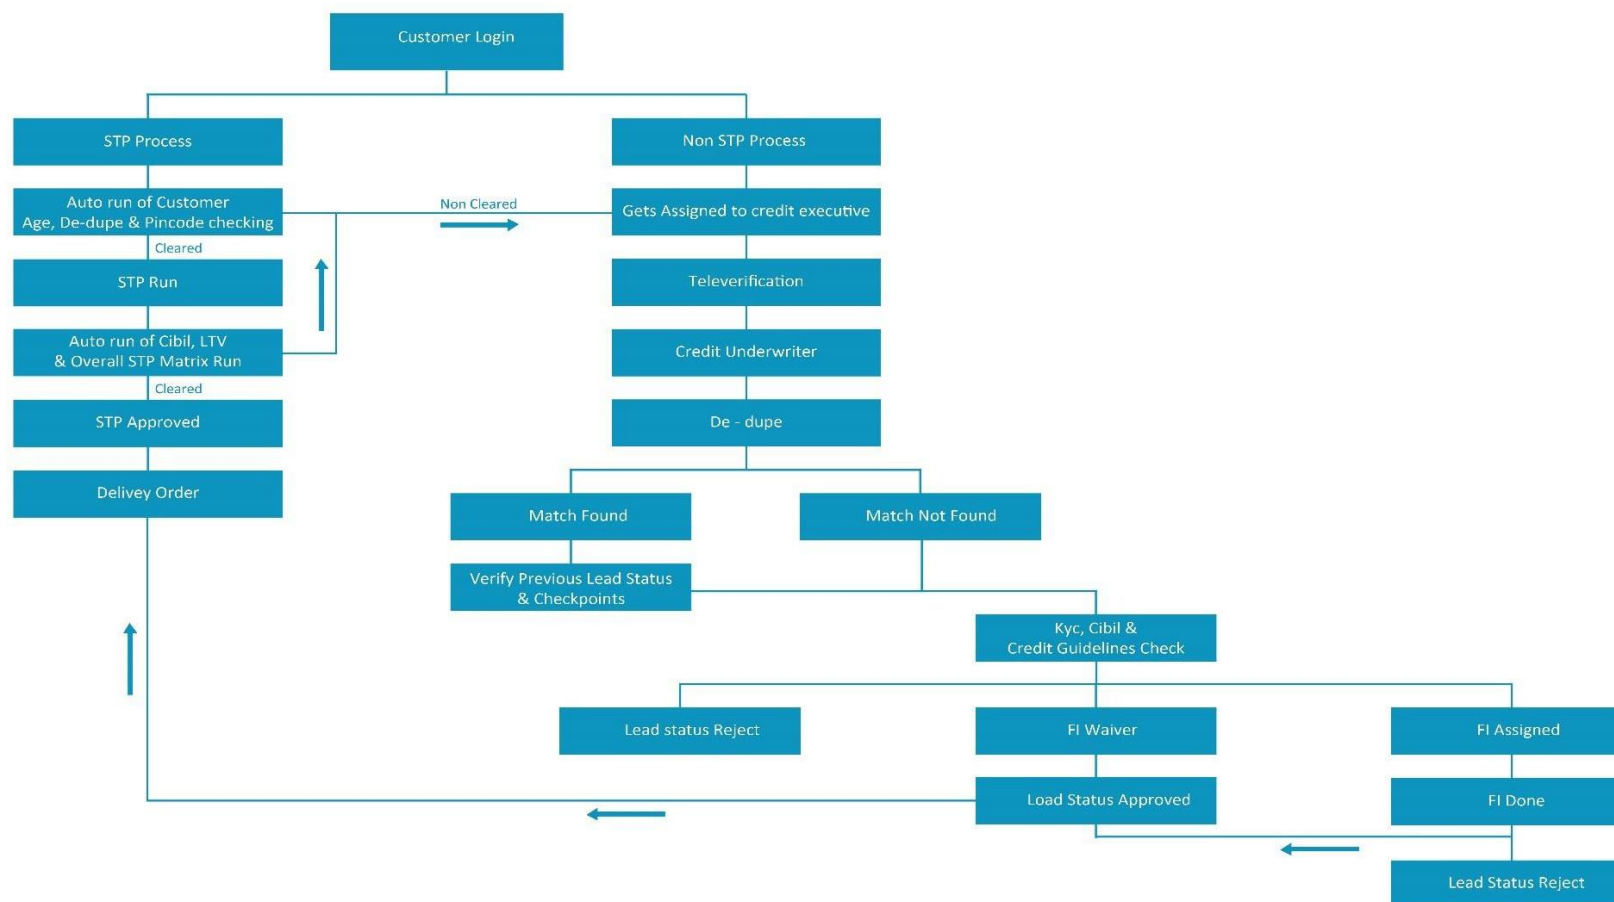 Customer Login
STP Process
Non STP Process
Auto run of Customer
Age, De-dupe & Pincode checking
Non Cleared
Gets Assigned to credit executive
Cleared
STP Run
Televerification
Auto run of Cibil, LTV
& Overall STP Matrix Run
Credit Underwriter
Cleared
STP Approved
De - dupe
Delivey Order
Match Found
Match Not Found
Verify Previous Lead Status
& Checkpoints
Kyc, Cibil &
Credit Guidelines Check
Lead status Reject
FI Waiver
FI Assigned
Load Status Approved
FI Done
Lead Status Reject